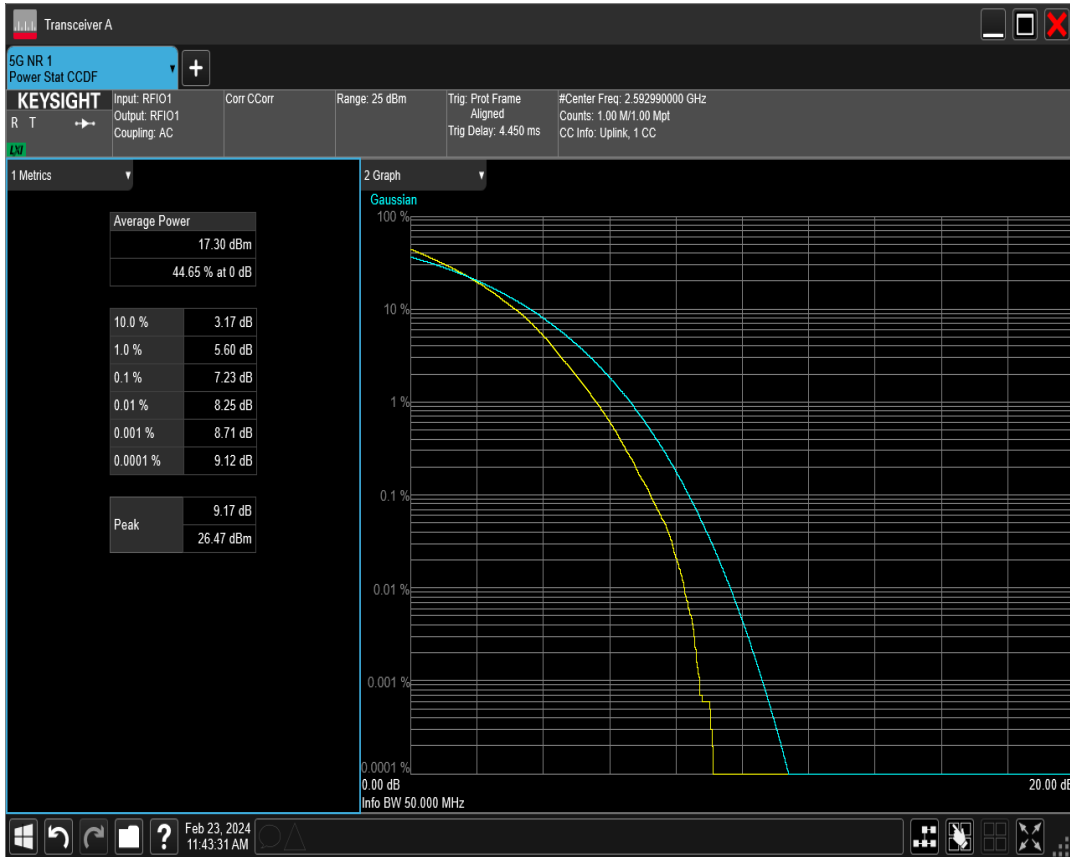 Transceiver A
5G NR 1
Power Stat CCDF
+
KEYSIGHT
R T
LXI
Input: RFIO1
Output: RFIO1
Coupling: AC
Corr CCorr
Range: 25 dBm
Trig: Prot Frame
Aligned
Trig Delay: 4.450 ms
#Center Freq: 2.592990000 GHz
Counts: 1.00 M/1.00 Mpt
CC Info: Uplink, 1 CC
1 Metrics
Average Power
17.30 dBm
44.65 % at 0 dB
10.0 % 3.17 dB
1.0 % 5.60 dB
0.1 % 7.23 dB
0.01 % 8.25 dB
0.001 % 8.71 dB
0.0001 % 9.12 dB
Peak 9.17 dB
26.47 dBm
2 Graph
Gaussian
100 %
10 %
1 %
0.1 %
0.01 %
0.001 %
0.0001 %
0.00 dB 20.00 dB
Info BW 50.000 MHz
?
Feb 23, 2024
11:43:31 AM